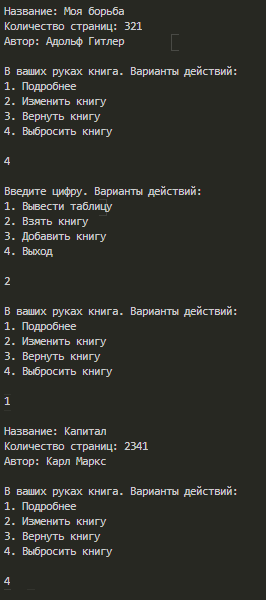 Название: Моя борьба
Количество страниц: 321
Автор: Адольф Гитлер
В ваших руках книга. Варианты действий:
1. Подробнее
2. Изменить книгу
3. Вернуть книгу
4. Выбросить книгу
4
Введите цифру. Варианты действий:
1. Вывести таблицу
2. Взять книгу
3. Добавить книгу
4. Выход
2
В ваших руках книга. Варианты действий:
1. Подробнее
2. Изменить книгу
3. Вернуть книгу
4. Выбросить книгу
1
Название: Капитал
Количество страниц: 2341
Автор: Карл Маркс
В ваших руках книга. Варианты действий:
1. Подробнее
2. Изменить книгу
3. Вернуть книгу
4. Выбросить книгу
4